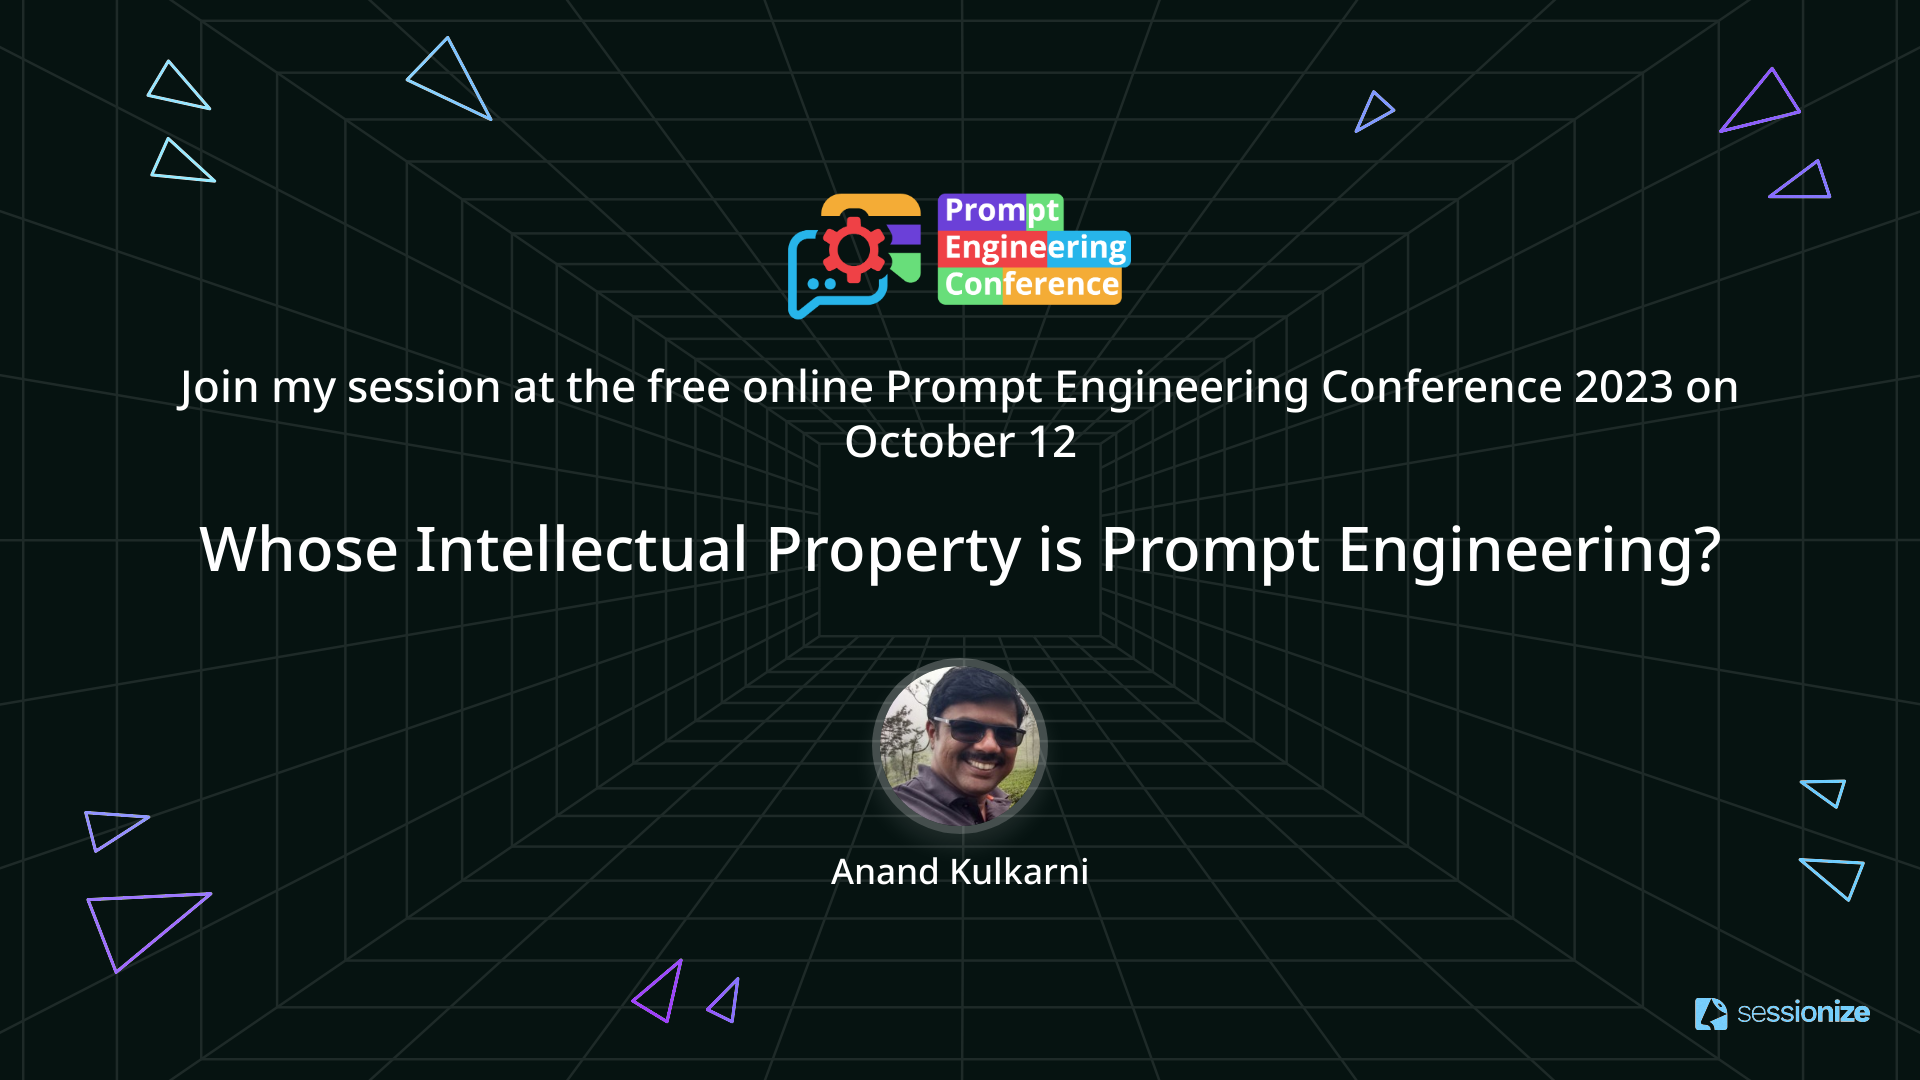 Prompt
Engineering
Conference
Join my session at the free online Prompt Engineering Conference 2023 on
October 12
Whose Intellectual Property is Prompt Engineering?
Anand Kulkarni
sessionize